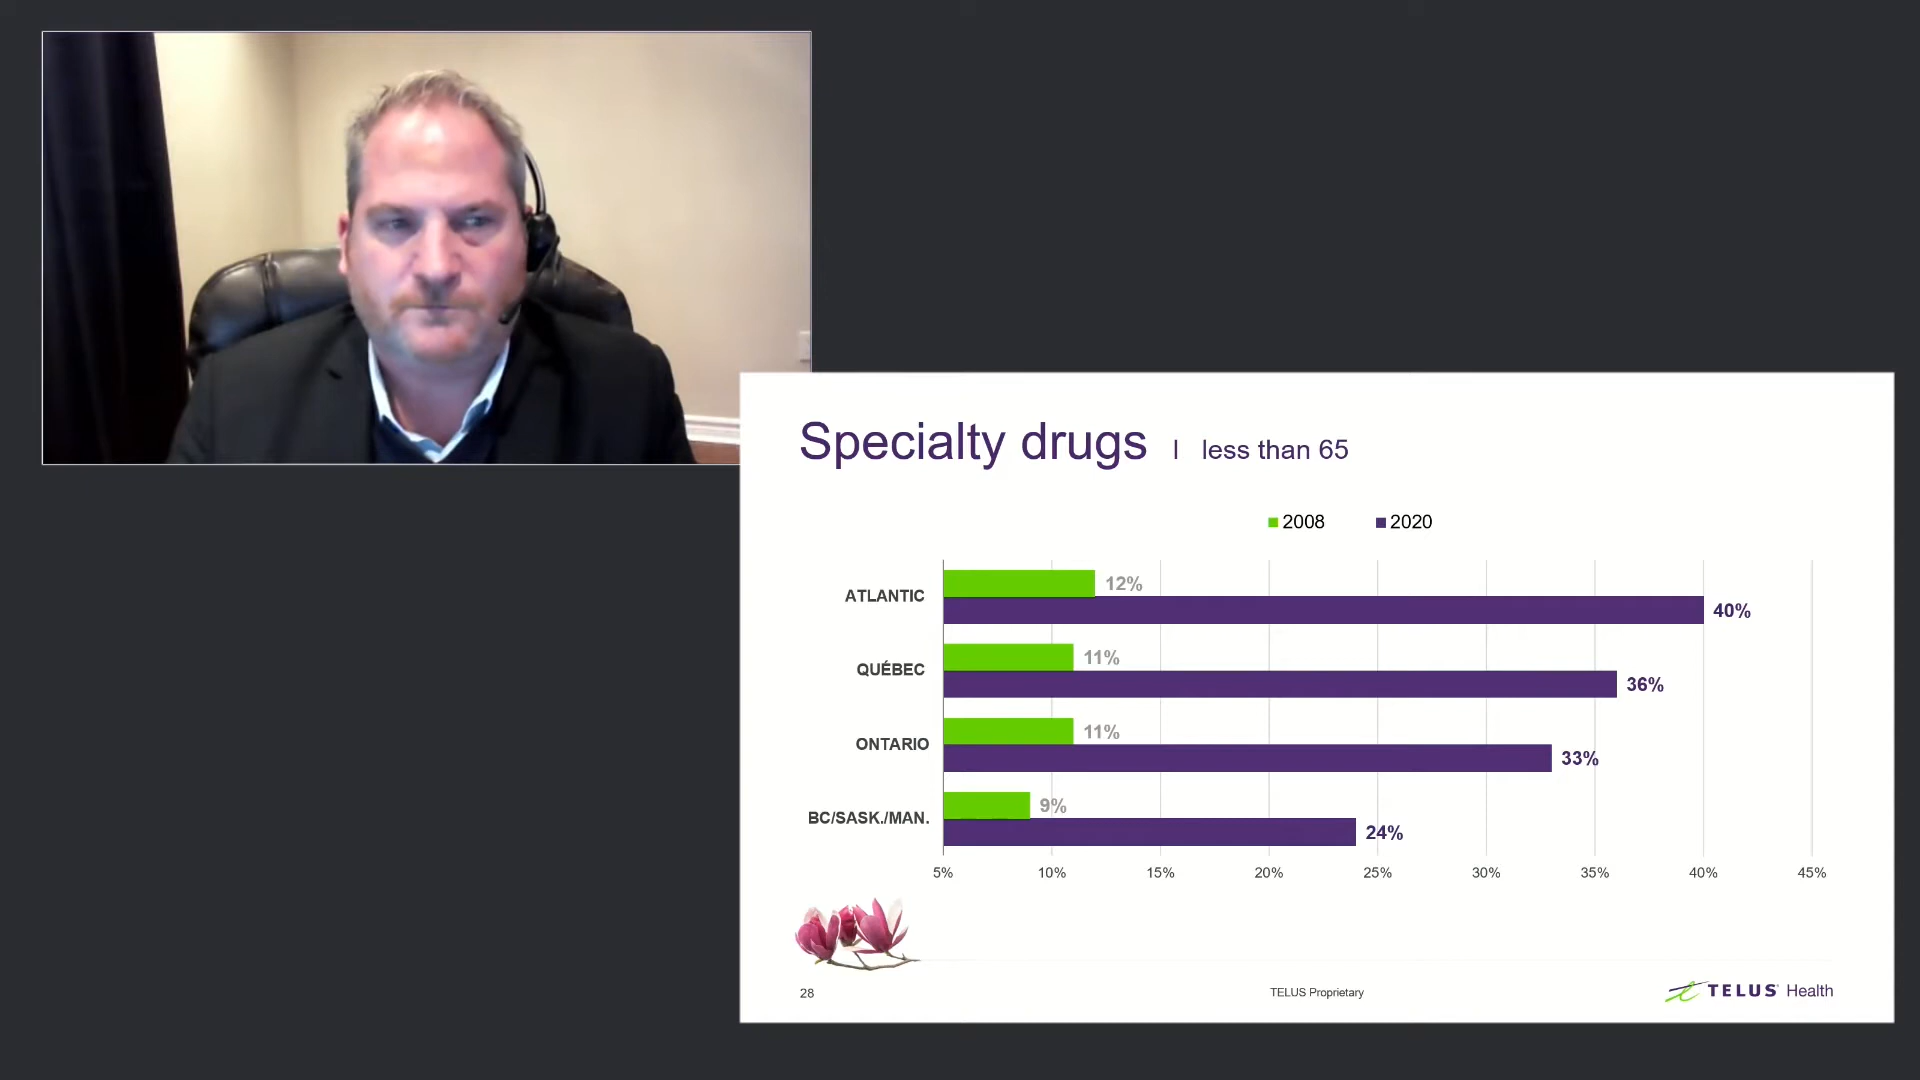 Specialty drugs | less than 65
2008 2020
ATLANTIC 12%
40%
QUÉBEC 11%
36%
ONTARIO 11%
33%
BC/SASK./MAN. 9%
24%
5% 10% 15% 20% 25% 30% 35% 40% 45%
28 TELUS Proprietary TELUS Health